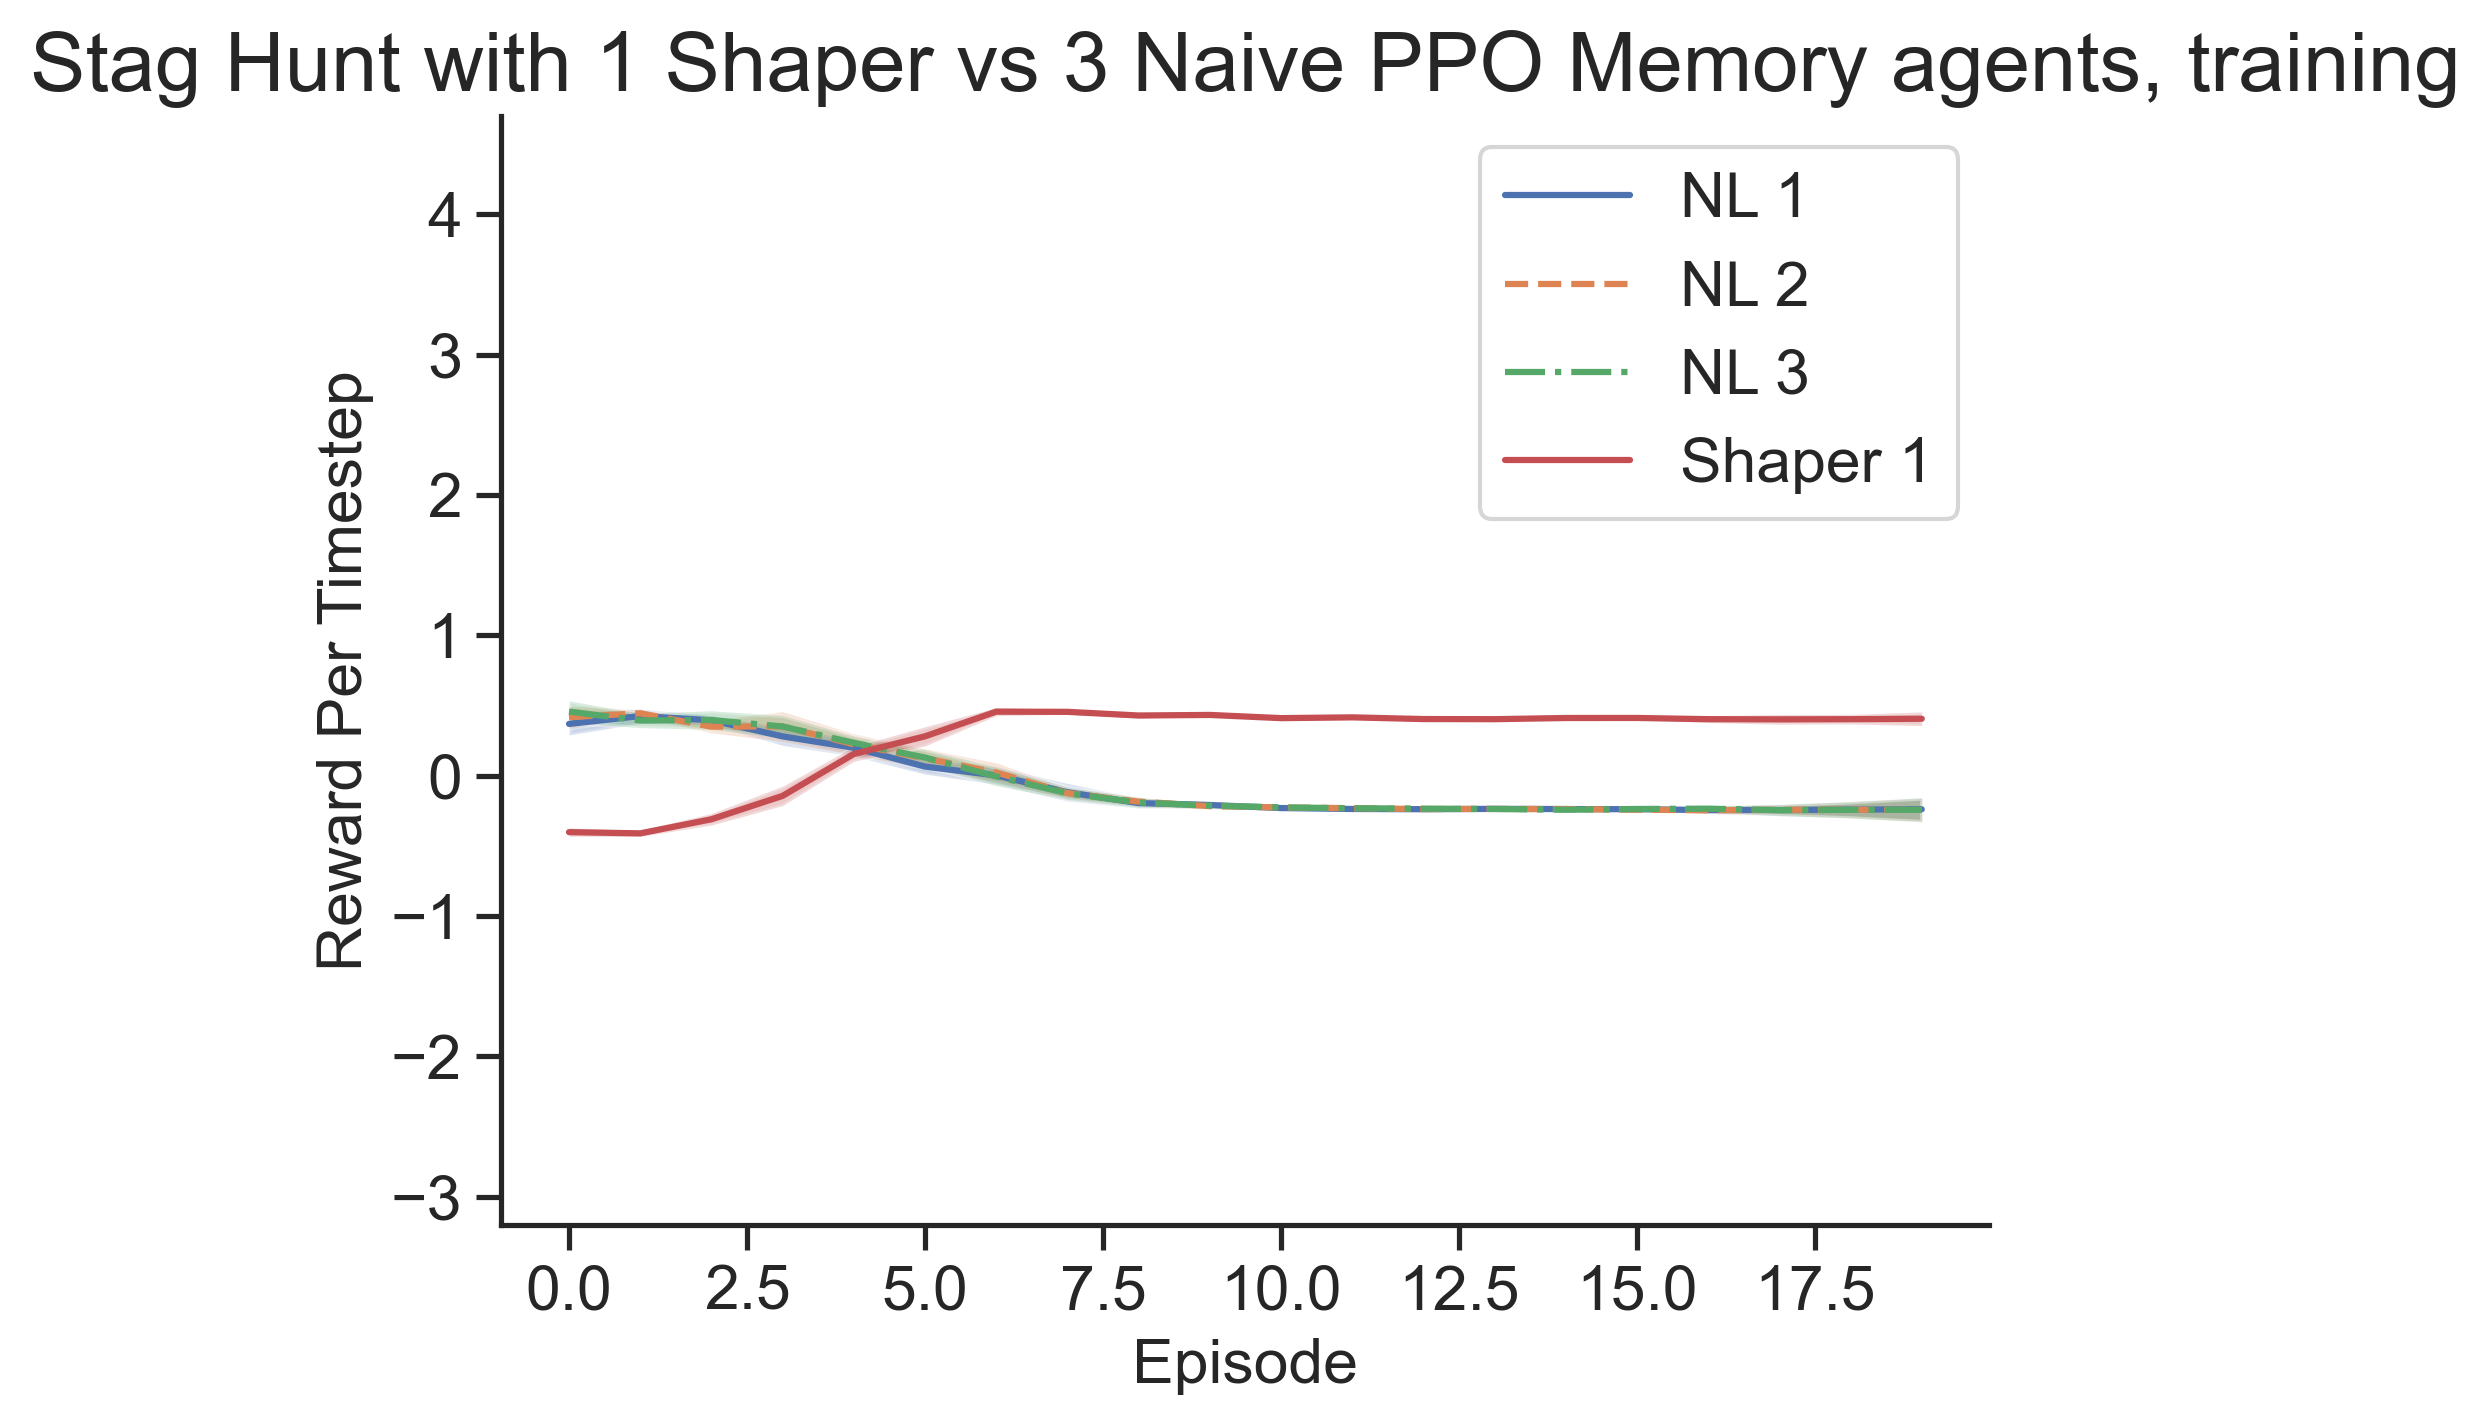 Stag Hunt with 1 Shaper vs 3 Naive PPO Memory agents, training
NL 1
NL 2
NL 3
Shaper 1
Reward Per Timestep
4
3
2
1
0
−1
−2
−3
0.0 2.5 5.0 7.5 10.0 12.5 15.0 17.5
Episode